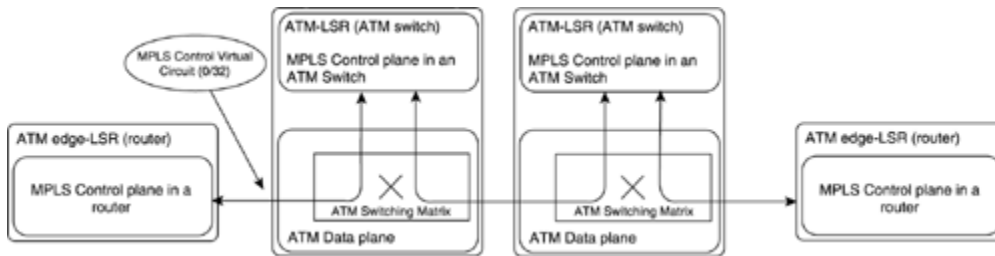 MPLS Control Virtual
Circuit (0/32)
ATM edge-LSR (router)
MPLS Control plane in a
router
ATM-LSR (ATM switch)
MPLS Control plane in an
ATM Switch
ATM Switching Matrix
ATM Data plane
ATM-LSR (ATM switch)
MPLS Control plane in an
ATM Switch
ATM Switching Matrix
ATM Data plane
ATM edge-LSR (router)
MPLS Control plane in a
router